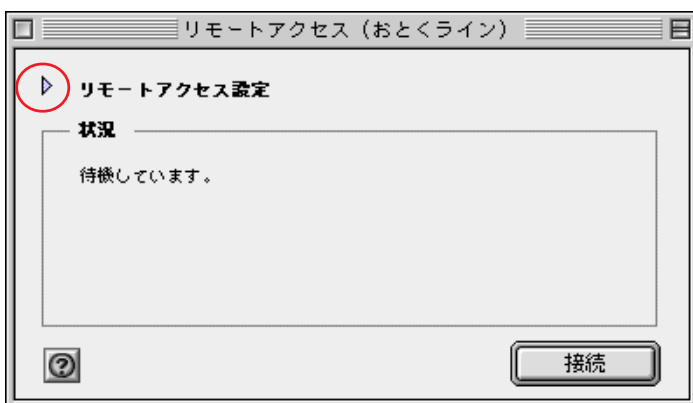 リモートアクセス（おとくライン）
リモートアクセス設定
状況
待機しています。
接続